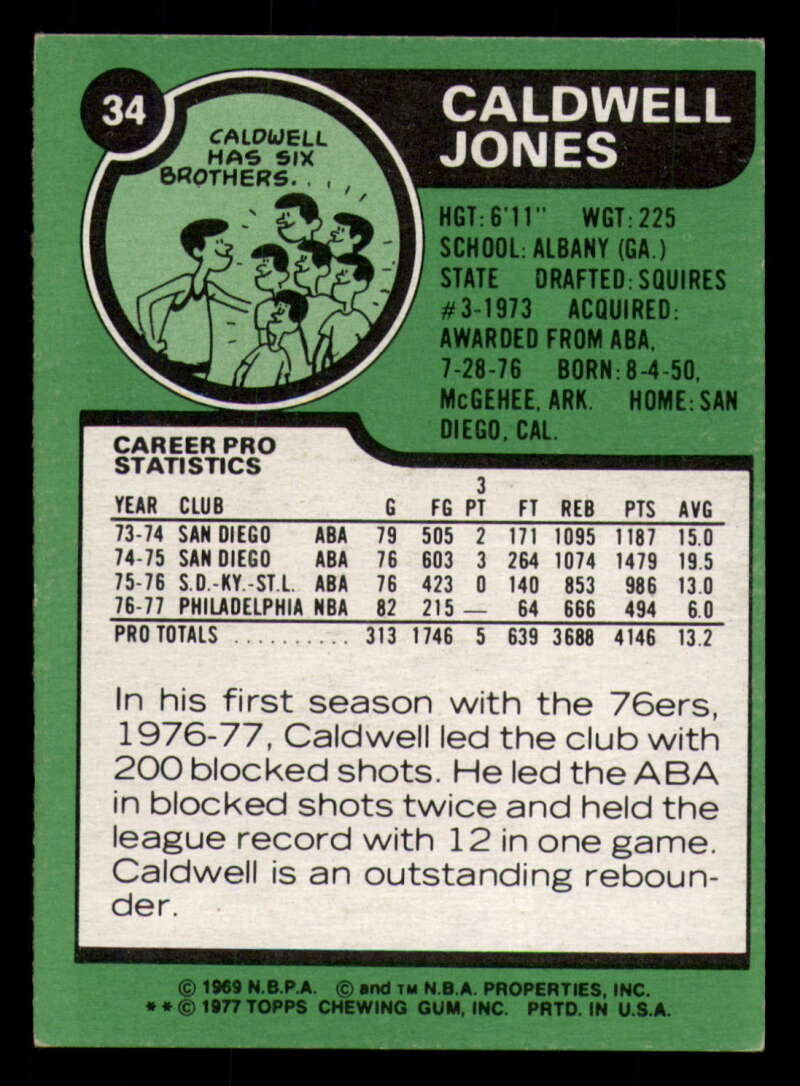 34
CALDWELL
HAS SIX
BROTHERS. . , , ,
CALDWELL
JONES
HGT: 6'11" WGT: 225
SCHOOL: ALBANY (GA.)
STATE DRAFTED: SQUIRES
#3-1973 ACQUIRED:
AWARDED FROM ABA,
7-28-76 BORN: 8-4-50,
McGEHEE, ARK. HOME: SAN
DIEGO, CAL.
CAREER PRO
STATISTICS
YEAR CLUB G FG 3 PT FT REB PTS AVG
73-74 SAN DIEGO ABA 79 505 2 171 1095 1187 15.0
74-75 SAN DIEGO ABA 76 603 3 264 1074 1479 19.5
75-76 S.D.-KY.-ST.L. ABA 76 423 0 140 853 986 13.0
76-77 PHILADELPHIA NBA 82 215 — 64 666 494 6.0
PRO TOTALS .......... 313 1746 5 639 3688 4146 13.2
In his first season with the 76ers,
1976-77, Caldwell led the club with
200 blocked shots. He led the ABA
in blocked shots twice and held the
league record with 12 in one game.
Caldwell is an outstanding reboun-
der.
© 1969 N.B.P.A. © and TM N.B.A. PROPERTIES, INC.
**© 1977 TOPPS CHEWING GUM, INC. PRTD. IN U.S.A.